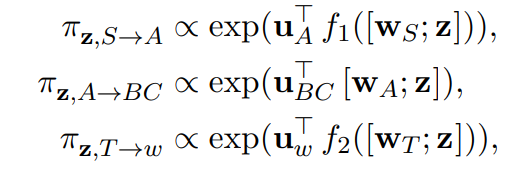 π_{z,S→A} ∝ exp(u_A^⊤ f_1([w_S; z])),
π_{z,A→BC} ∝ exp(u_{BC}^⊤ [w_A; z]),
π_{z,T→w} ∝ exp(u_w^⊤ f_2([w_T; z])),